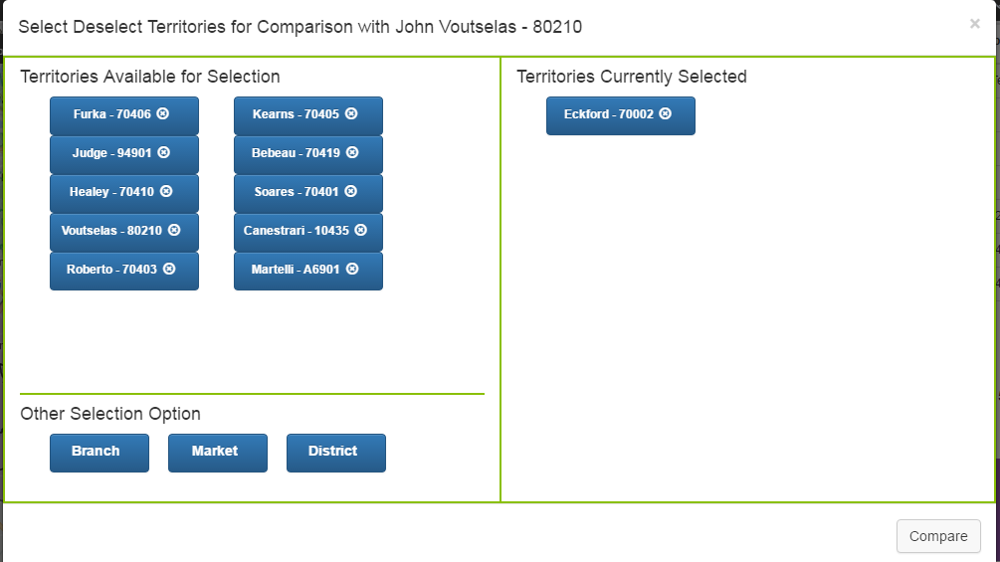 Select Deselect Territories for Comparison with John Voutselas - 80210
×
Territories Available for Selection
Furka - 70406
Kearns - 70405
Judge - 94901
Bebeau - 70419
Healey - 70410
Soares - 70401
Voutselas - 80210
Canestrari - 10435
Roberto - 70403
Martelli - A6901
Other Selection Option
Branch
Market
District
Territories Currently Selected
Eckford - 70002
Compare